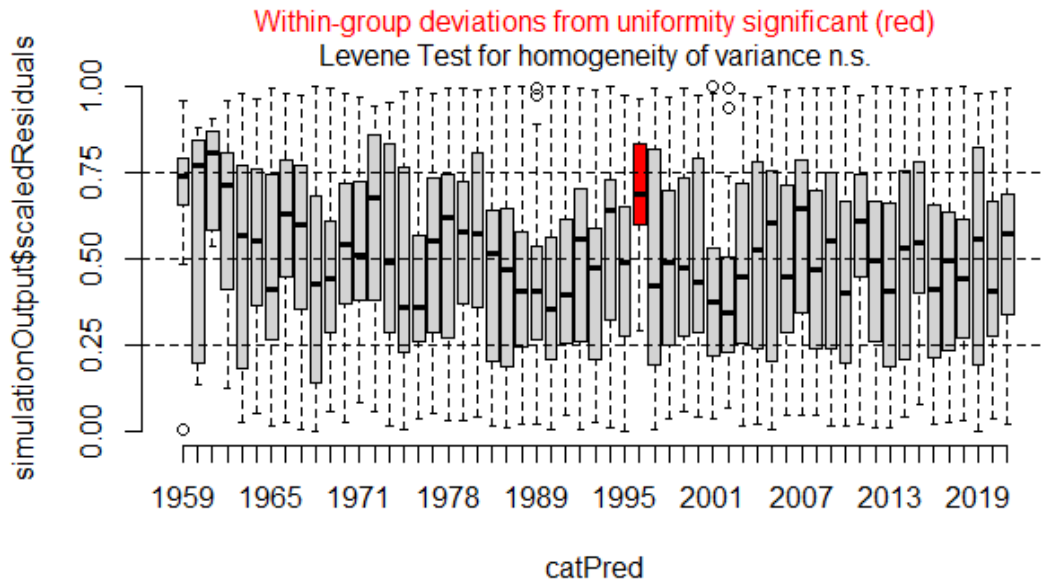 Within-group deviations from uniformity significant (red)
Levene Test for homogeneity of variance n.s.
simulationOutput$scaledResiduals
1.00
0.75
0.50
0.25
0.00
1959 1965 1971 1978 1989 1995 2001 2007 2013 2019
catPred